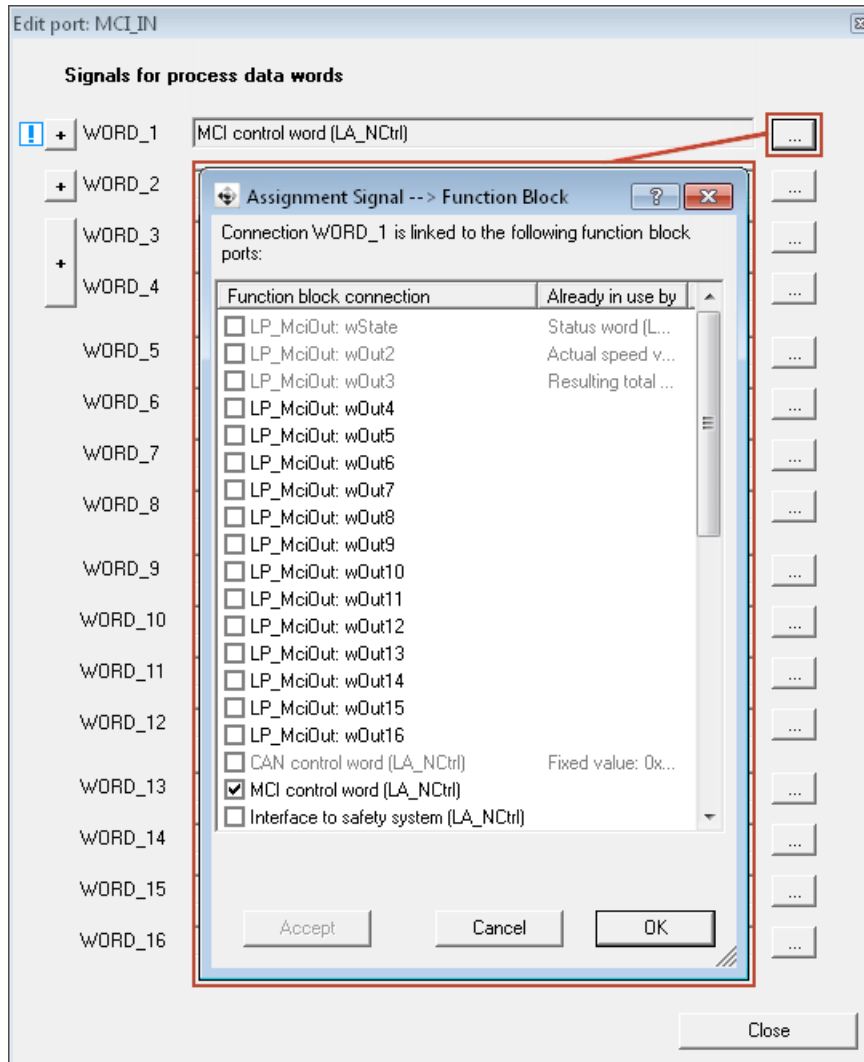 Edit port: MCI_IN
Signals for process data words
! + WORD_1 MCI control word (LA_NCtrl) ...
+ WORD_2 ...
WORD_3 ...
+
WORD_4 ...
WORD_5 ...
WORD_6 ...
WORD_7 ...
WORD_8 ...
WORD_9 ...
WORD_10 ...
WORD_11 ...
WORD_12 ...
WORD_13 ...
WORD_14 ...
WORD_15 ...
WORD_16 ...
Assignment Signal --> Function Block ?
Connection WORD_1 is linked to the following function block
ports:
Function block connection Already in use by
LP_MciOut: wState Status word (L...
LP_MciOut: wOut2 Actual speed v...
LP_MciOut: wOut3 Resulting total ...
LP_MciOut: wOut4
LP_MciOut: wOut5
LP_MciOut: wOut6
LP_MciOut: wOut7
LP_MciOut: wOut8
LP_MciOut: wOut9
LP_MciOut: wOut10
LP_MciOut: wOut11
LP_MciOut: wOut12
LP_MciOut: wOut13
LP_MciOut: wOut14
LP_MciOut: wOut15
LP_MciOut: wOut16
CAN control word (LA_NCtrl) Fixed value: 0x...
MCI control word (LA_NCtrl)
Interface to safety system (LA_NCtrl)
Accept Cancel OK
Close